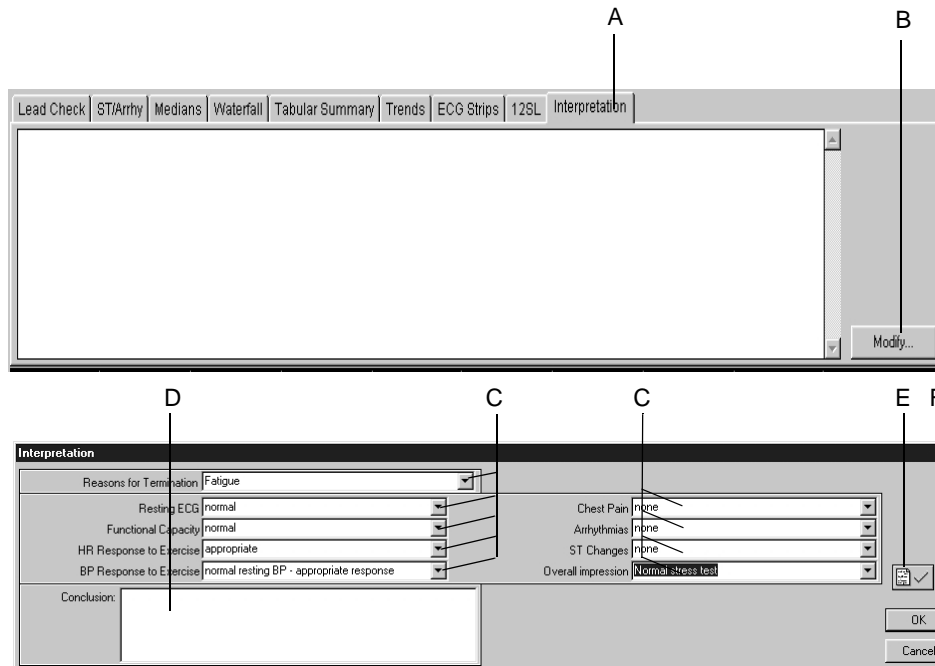 A B
Lead Check ST/Arrhy Medians Waterfall Tabular Summary Trends ECG Strips 12SL Interpretation
Modify...
D C C E F
Interpretation
Reasons for Termination Fatigue
Resting ECG normal Chest Pain none
Functional Capacity normal Arrhythmias none
HR Response to Exercise appropriate ST Changes none
BP Response to Exercise normal resting BP - appropriate response Overall impression Normal stress test
Conclusion:
OK
Cancel